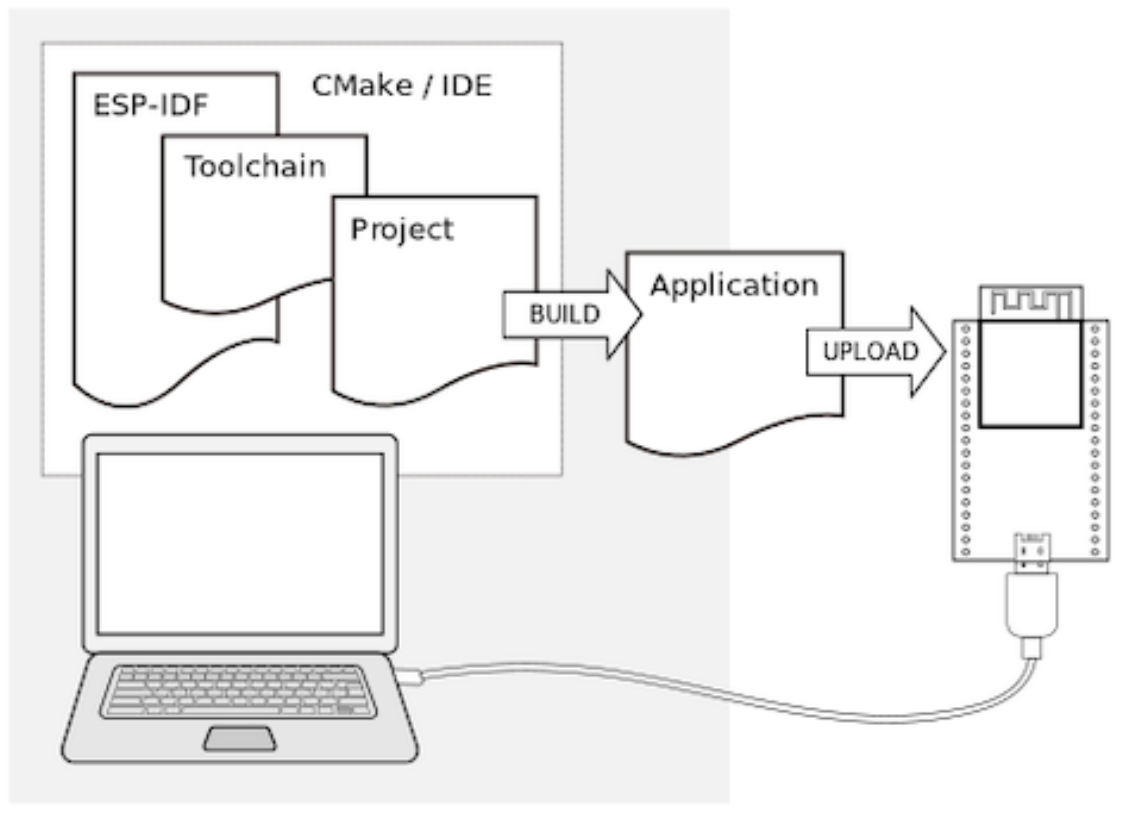 CMake / IDE
ESP-IDF
Toolchain
Project
BUILD
Application
UPLOAD